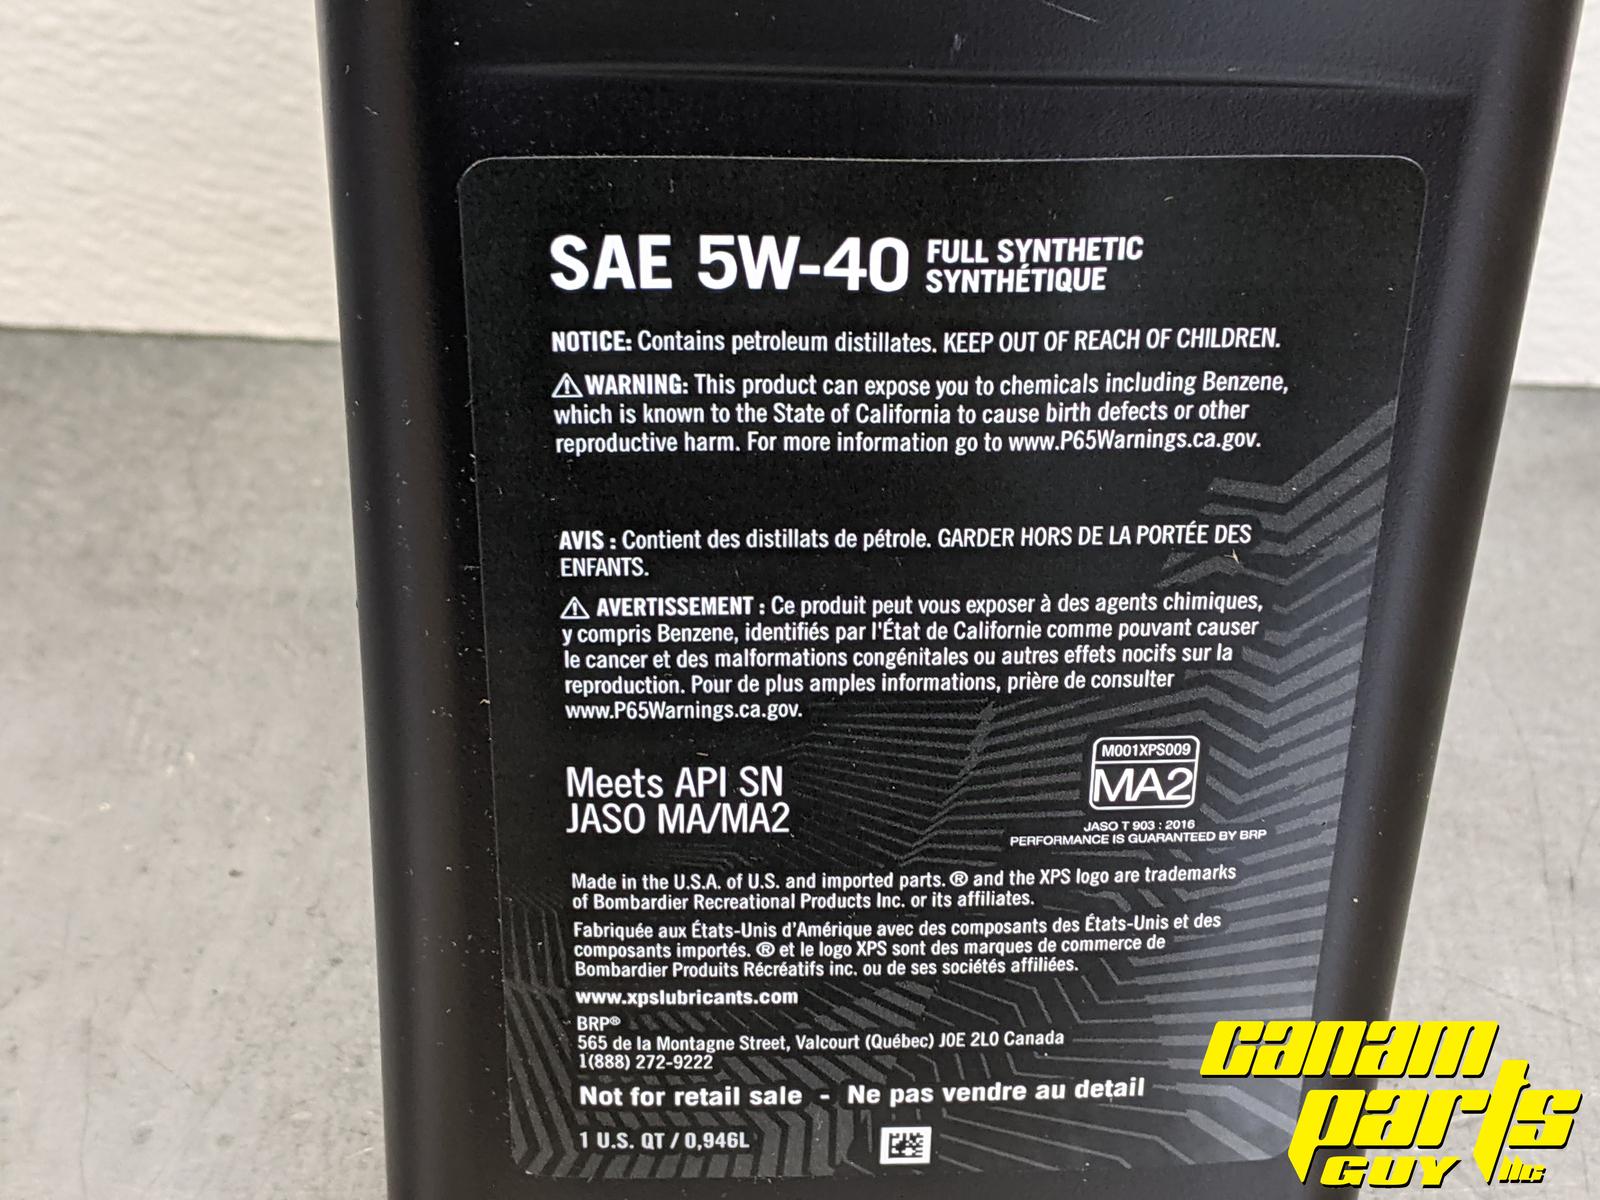 SAE 5W-40 FULL SYNTHETIC
SYNTHÉTIQUE
NOTICE: Contains petroleum distillates. KEEP OUT OF REACH OF CHILDREN.
⚠ WARNING: This product can expose you to chemicals including Benzene,
which is known to the State of California to cause birth defects or other
reproductive harm. For more information go to www.P65Warnings.ca.gov.
AVIS : Contient des distillats de pétrole. GARDER HORS DE LA PORTÉE DES
ENFANTS.
⚠ AVERTISSEMENT : Ce produit peut vous exposer à des agents chimiques,
y compris Benzene, identifiés par l'État de Californie comme pouvant causer
le cancer et des malformations congénitales ou autres effets nocifs sur la
reproduction. Pour de plus amples informations, prière de consulter
www.P65Warnings.ca.gov.
Meets API SN
JASO MA/MA2
M001XPS009
MA2
JASO T 903 : 2016
PERFORMANCE IS GUARANTEED BY BRP
Made in the U.S.A. of U.S. and imported parts. ® and the XPS logo are trademarks
of Bombardier Recreational Products Inc. or its affiliates.
Fabriquée aux États-Unis d'Amérique avec des composants des États-Unis et des
composants importés. ® et le logo XPS sont des marques de commerce de
Bombardier Produits Récréatifs inc. ou de ses sociétés affiliées.
www.xpslubricants.com
BRP®
565 de la Montagne Street, Valcourt (Québec) J0E 2L0 Canada
1(888) 272-9222
Not for retail sale - Ne pas vendre au detail
1 U.S. QT / 0,946L
canam
parts
GUY llc